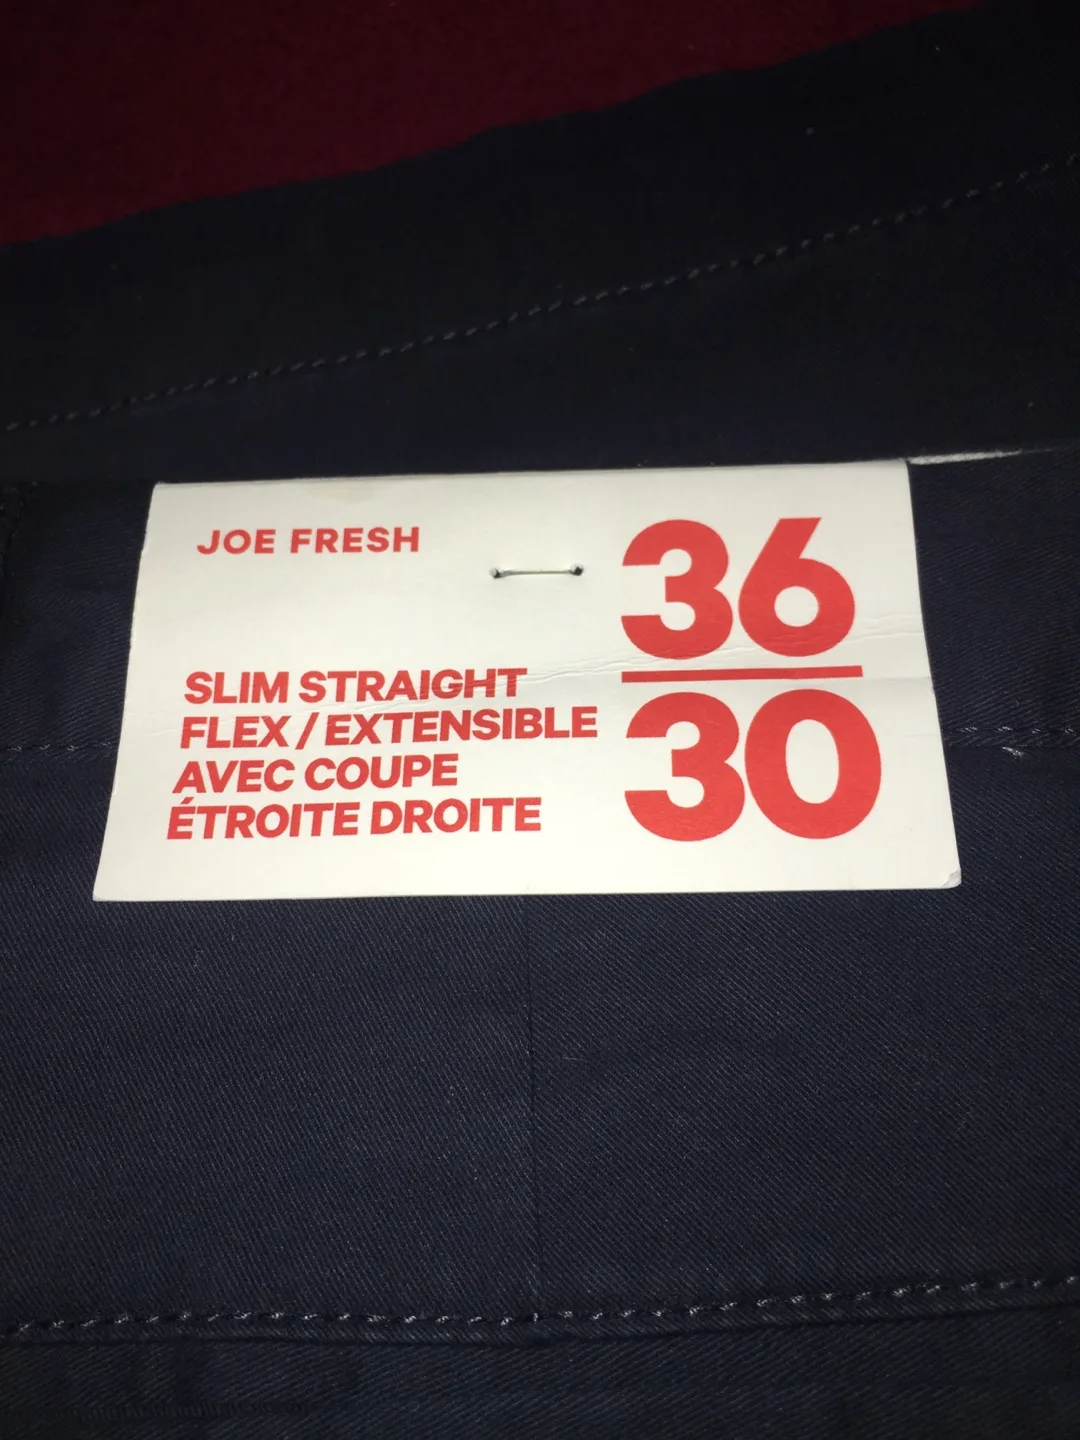 JOE FRESH
36
30
SLIM STRAIGHT
FLEX / EXTENSIBLE
AVEC COUPE
ÉTROITE DROITE